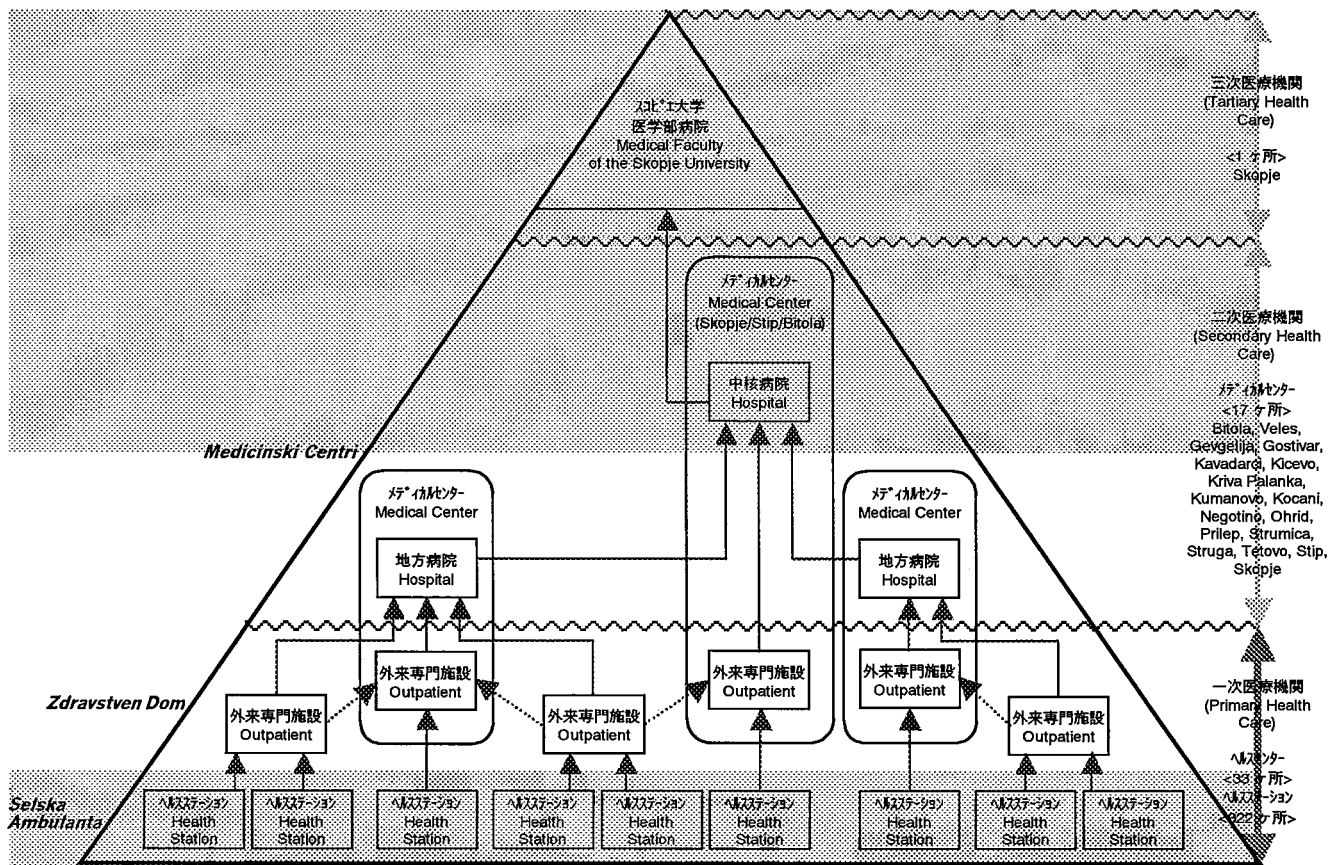 スコピエ大学
医学部病院
Medical Faculty
of the Skopje University
三次医療機関
(Tartiary Health
Care)
<1 ケ所>
Skopje
メディカルセンター
Medical Center
(Skopje/Stip/Bitola)
中核病院
Hospital
二次医療機関
(Secondary Health
Care)
メディカルセンター
<17 ケ所>
Bitola, Veles,
Gevgelija, Gostivar,
Kavadarci, Kicevo,
Kriva Palanka,
Kumanovo, Kocani,
Negotino, Ohrid,
Prilep, Strumica,
Struga, Tetovo, Stip,
Skopje
Medicinski Centri
メディカルセンター
Medical Center
地方病院
Hospital
メディカルセンター
Medical Center
地方病院
Hospital
Zdravstven Dom
外来専門施設
Outpatient
外来専門施設
Outpatient
外来専門施設
Outpatient
外来専門施設
Outpatient
外来専門施設
Outpatient
外来専門施設
Outpatient
一次医療機関
(Primary Health
Care)
ヘルスセンター
<33 ケ所>
ヘルスステーション
<322 ケ所>
Selska
Ambulanta
ヘルスステーション
Health
Station
ヘルスステーション
Health
Station
ヘルスステーション
Health
Station
ヘルスステーション
Health
Station
ヘルスステーション
Health
Station
ヘルスステーション
Health
Station
ヘルスステーション
Health
Station
ヘルスステーション
Health
Station
ヘルスステーション
Health
Station